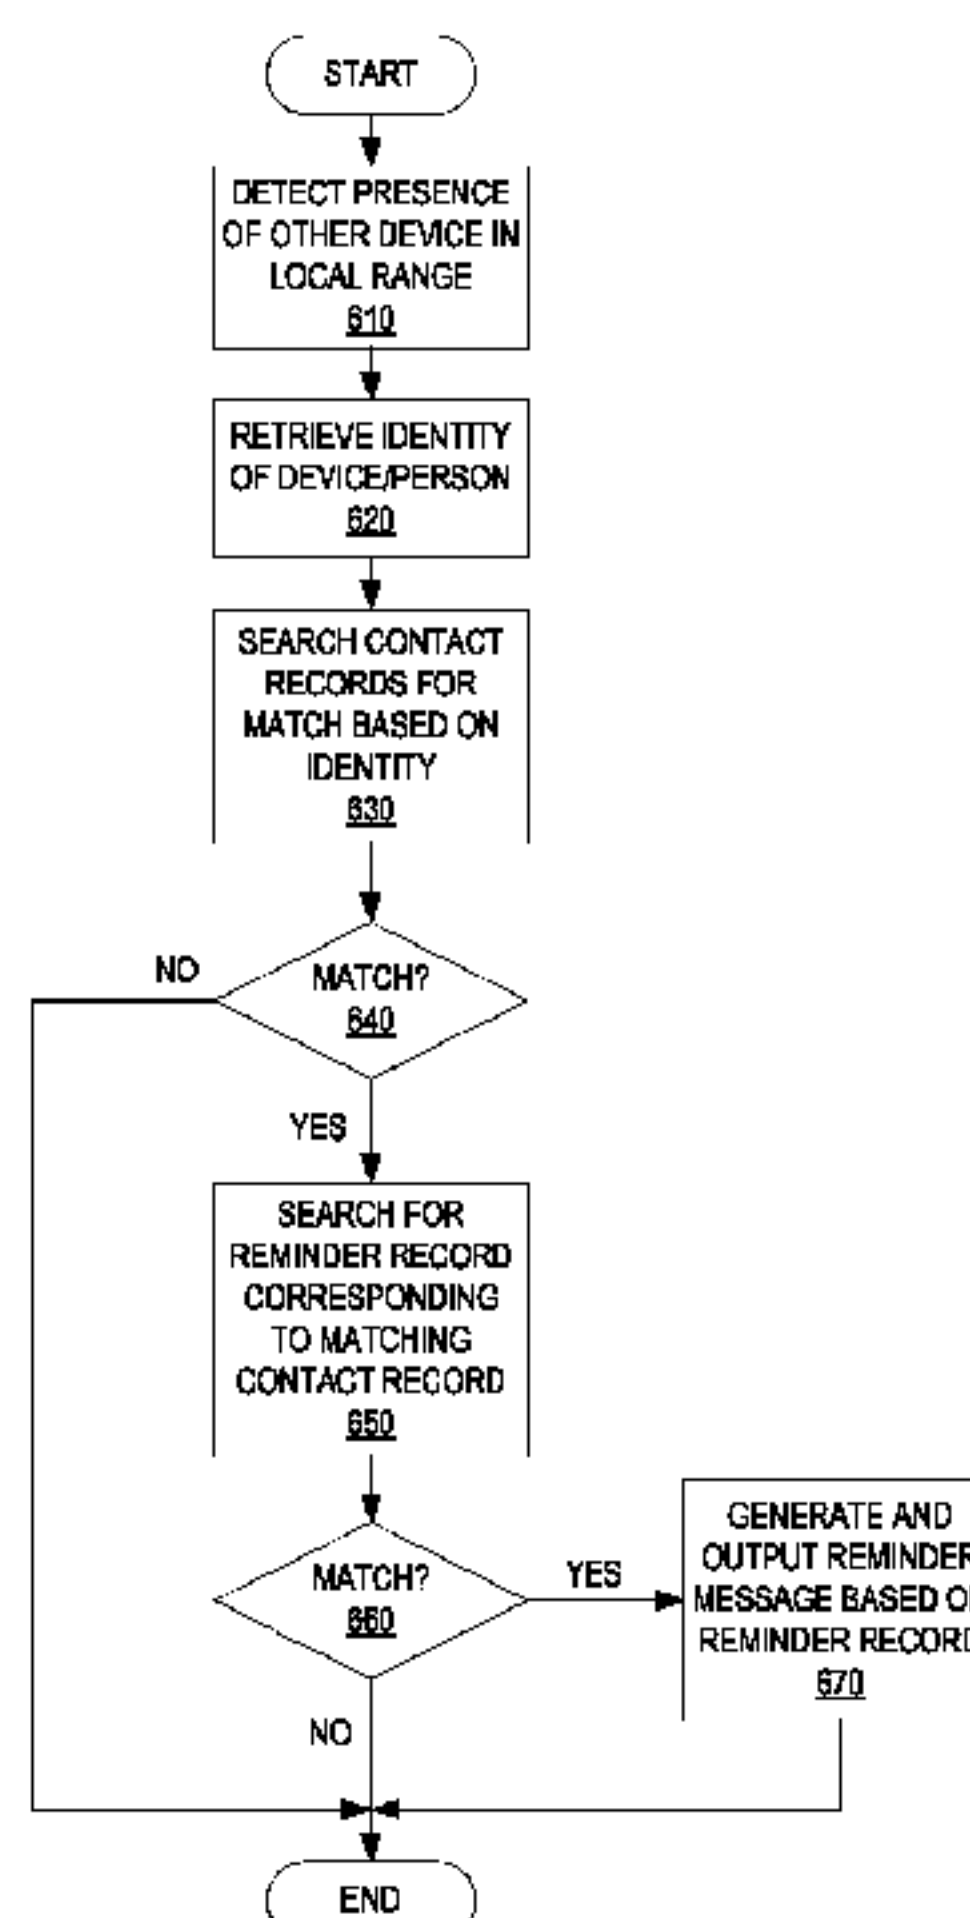 START
DETECT PRESENCE
OF OTHER DEVICE IN
LOCAL RANGE
610
RETRIEVE IDENTITY
OF DEVICE/PERSON
620
SEARCH CONTACT
RECORDS FOR
MATCH BASED ON
IDENTITY
630
NO
MATCH?
640
YES
SEARCH FOR
REMINDER RECORD
CORRESPONDING
TO MATCHING
CONTACT RECORD
650
MATCH?
660
YES
GENERATE AND
OUTPUT REMINDER
MESSAGE BASED ON
REMINDER RECORD
670
NO
END